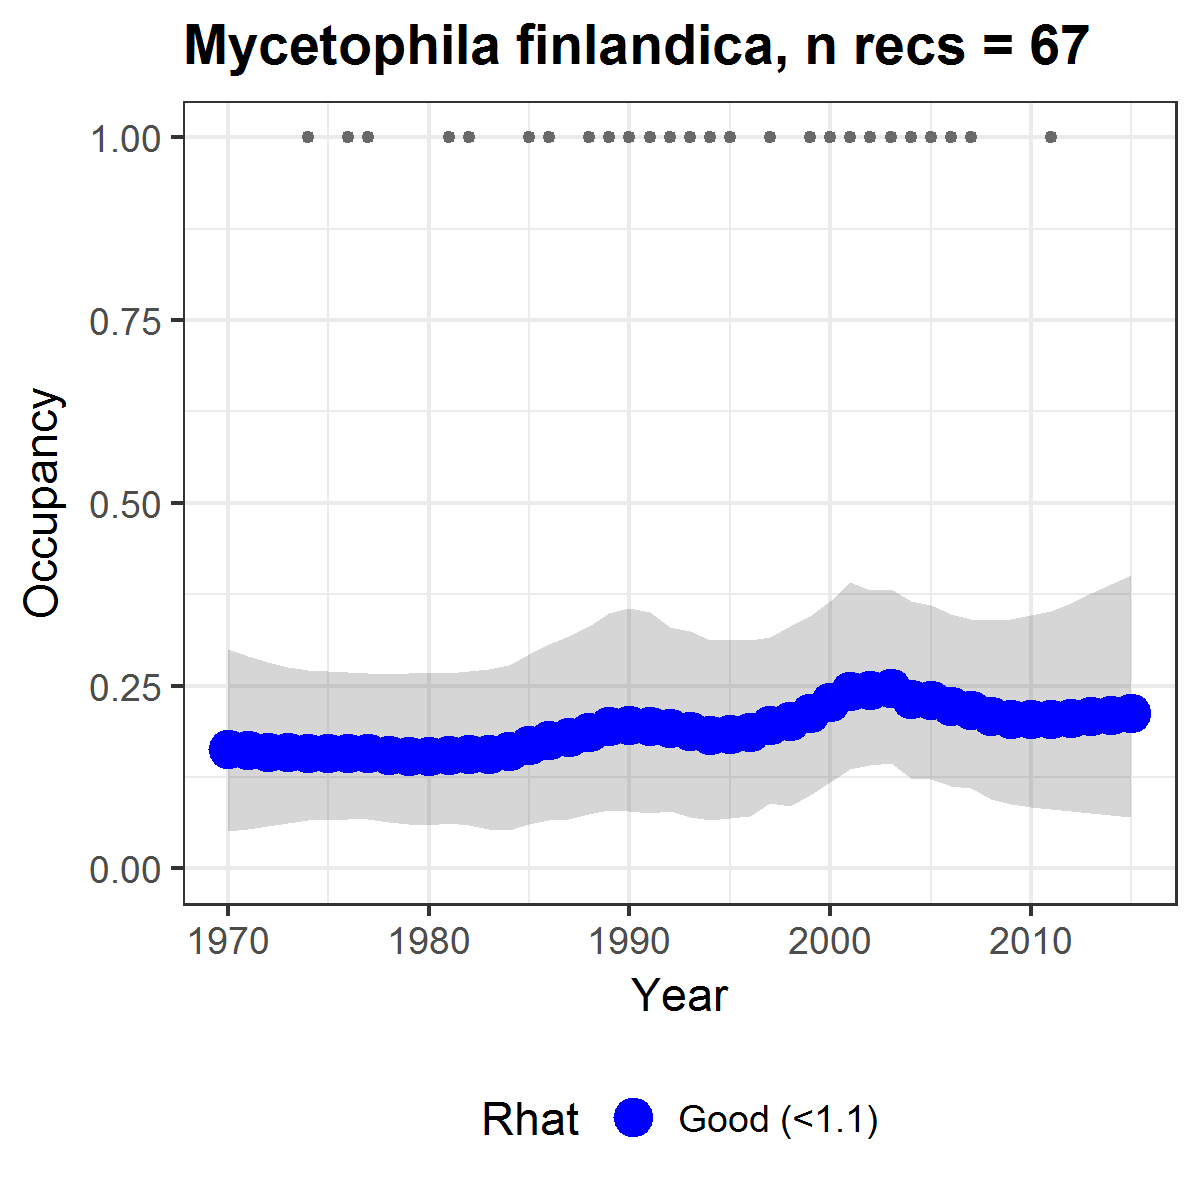 Mycetophila finlandica, n recs = 67
1.00
0.75
0.50
0.25
0.00
Occupancy
1970 1980 1990 2000 2010
Year
Rhat Good (<1.1)